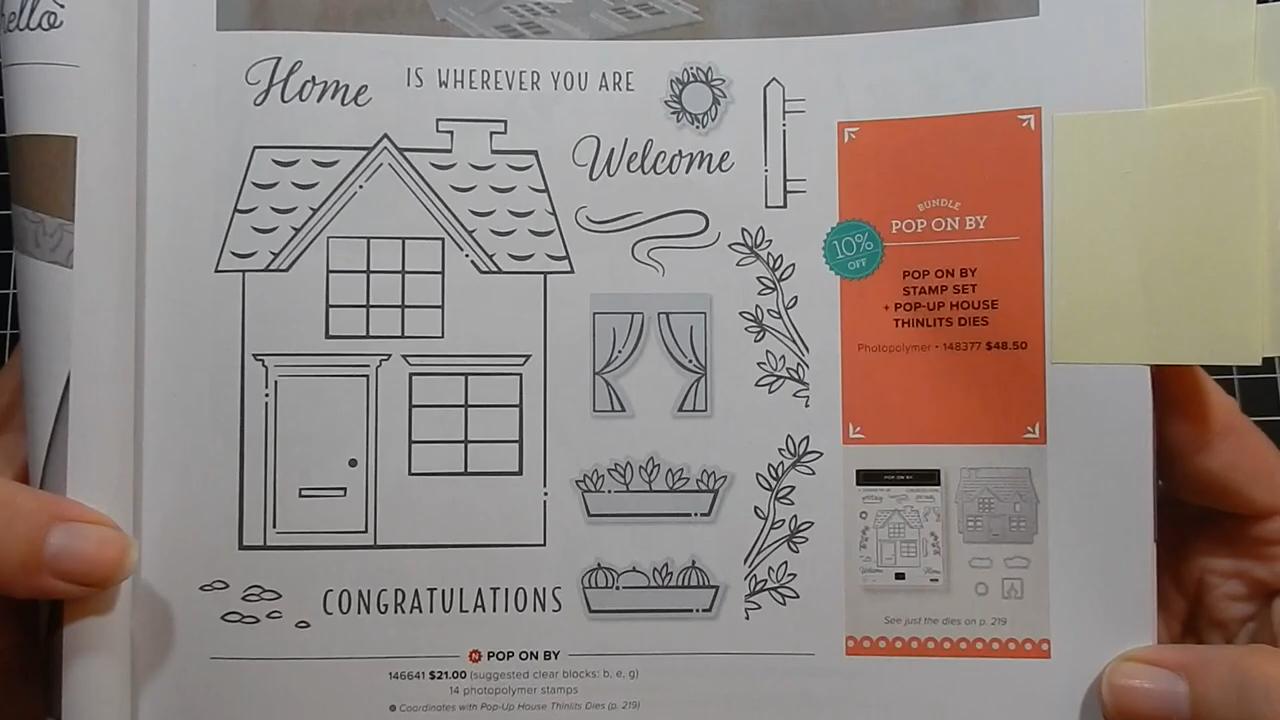 hello
Home IS WHEREVER YOU ARE
Welcome
CONGRATULATIONS
N POP ON BY
146641 $21.00 (suggested clear blocks: b, e, g)
14 photopolymer stamps
Coordinates with Pop-Up House Thinlits Dies (p. 219)
BUNDLE
POP ON BY
10%
OFF
POP ON BY
STAMP SET
+ POP-UP HOUSE
THINLITS DIES
Photopolymer • 148377 $48.50
POP ON BY
Welcome
Home
See just the dies on p. 219